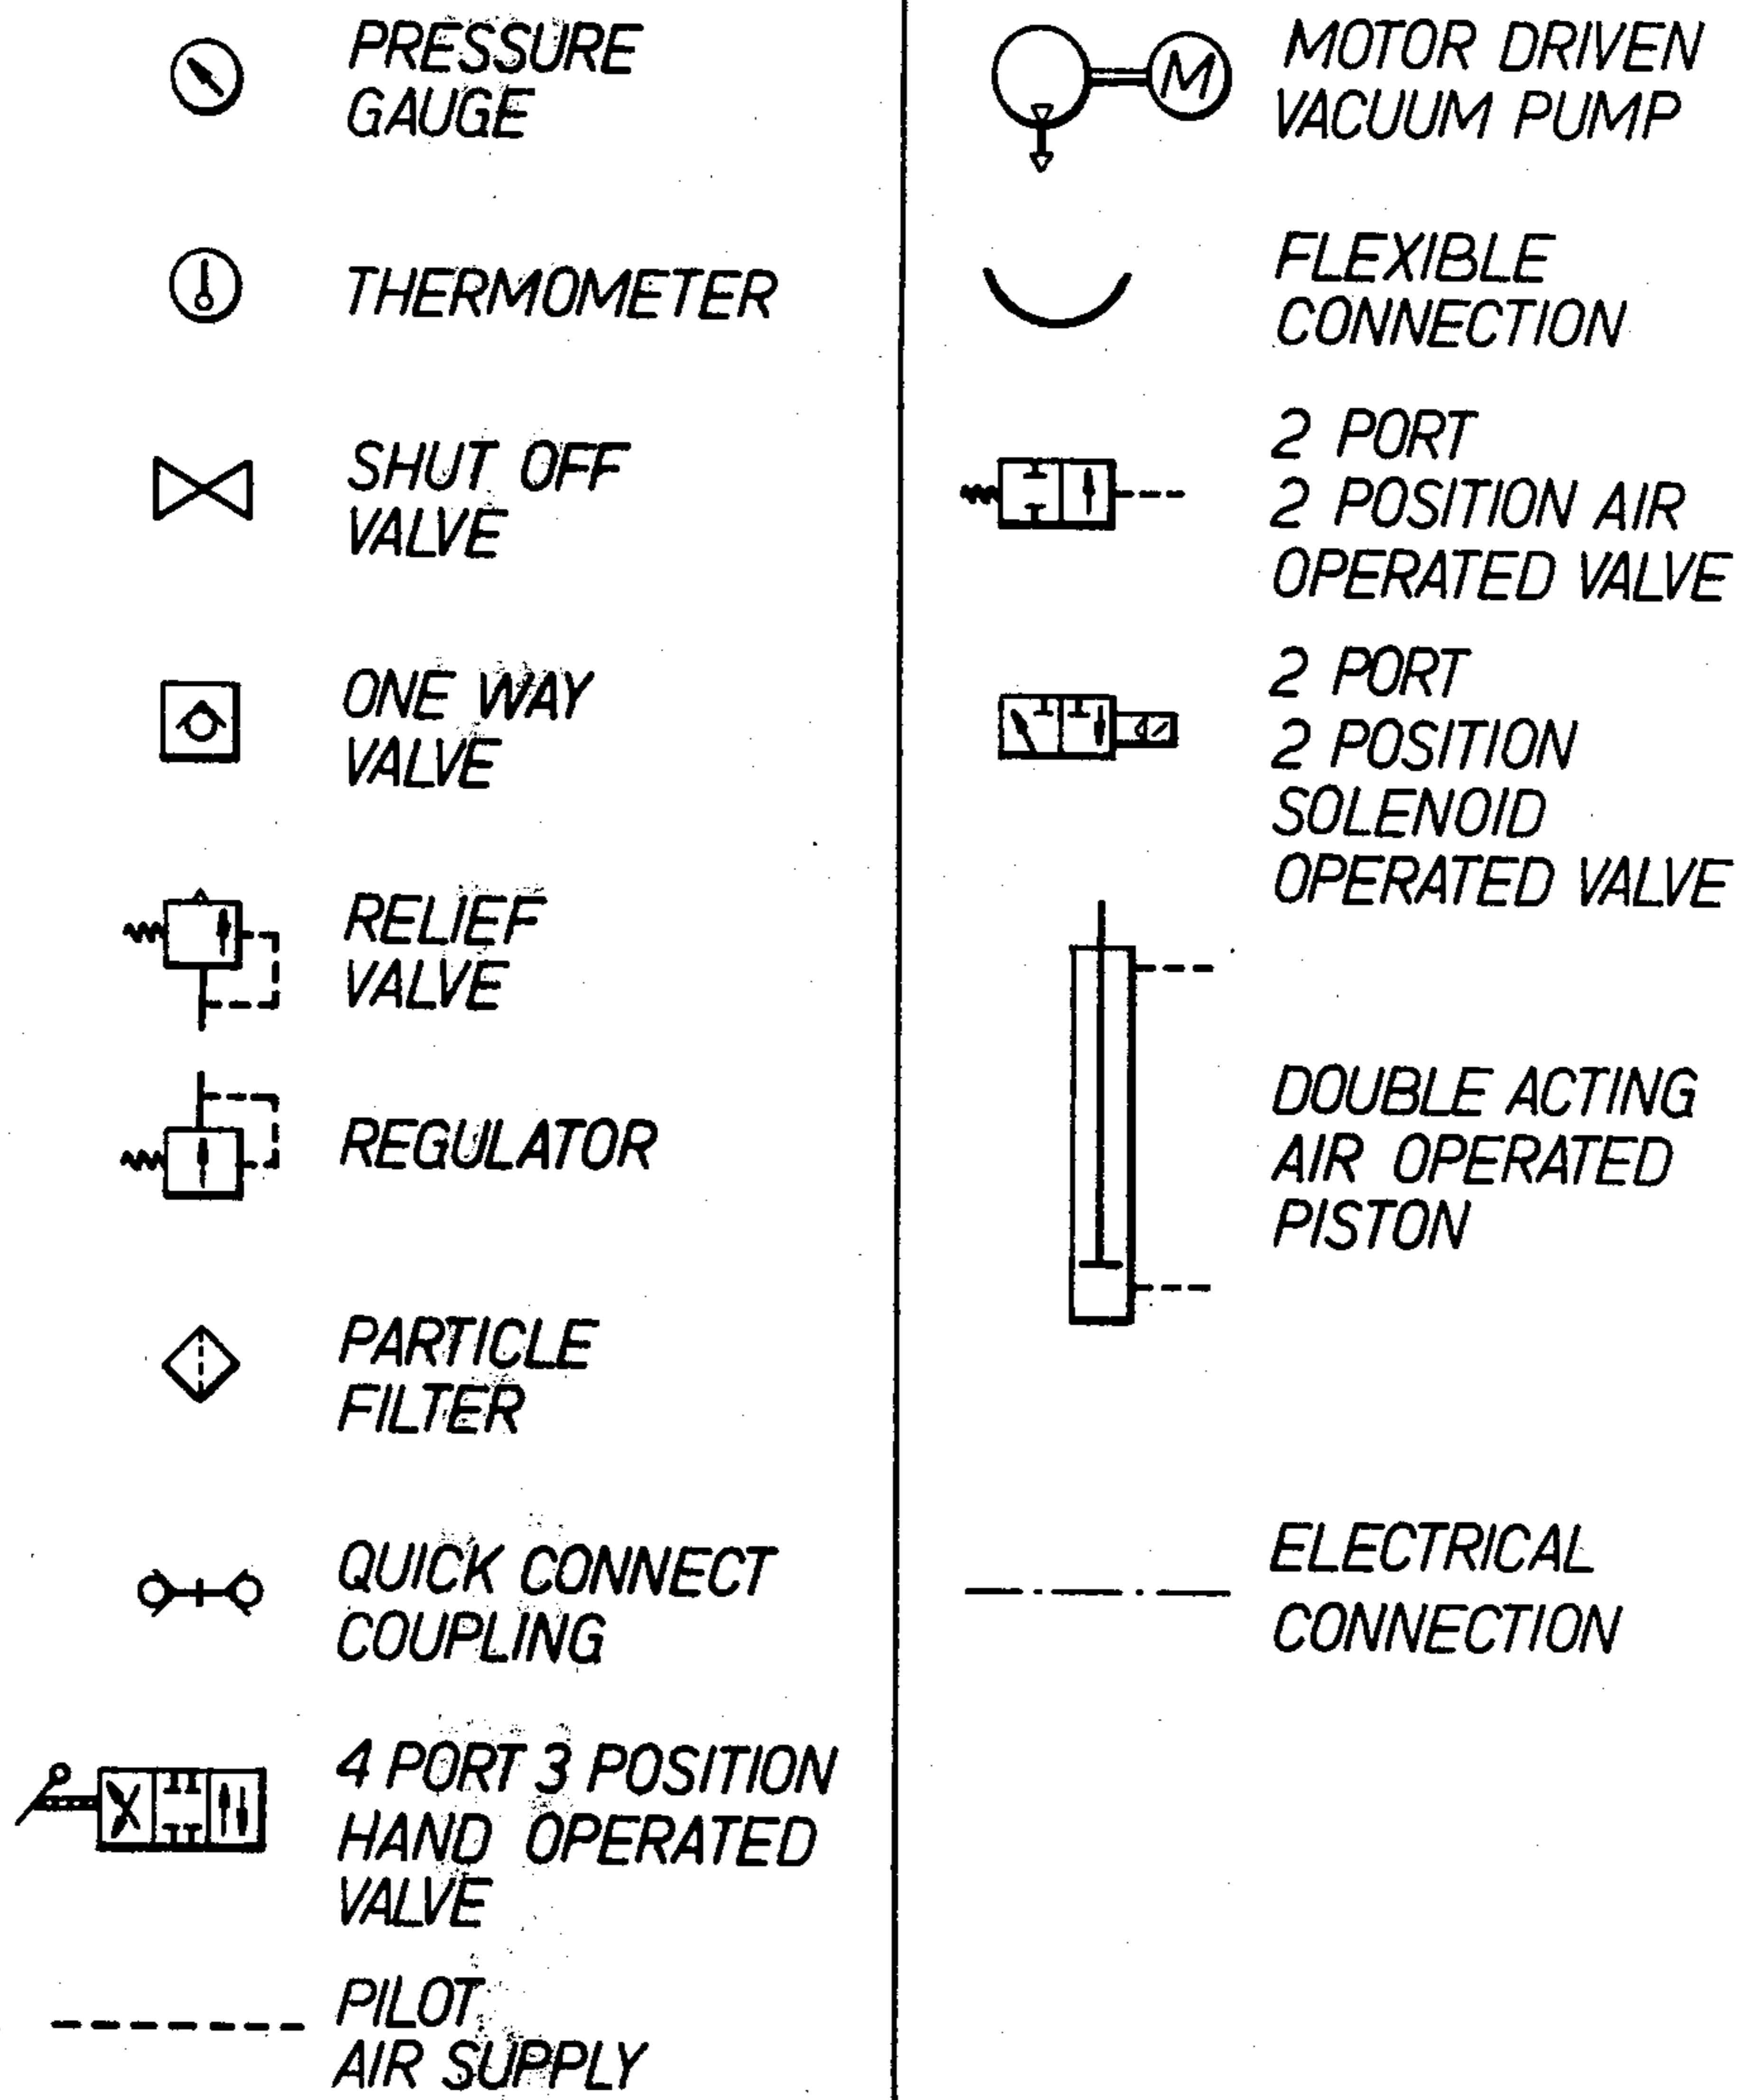 PRESSURE
GAUGE
THERMOMETER
SHUT OFF
VALVE
ONE WAY
VALVE
RELIEF
VALVE
REGULATOR
PARTICLE
FILTER
QUICK CONNECT
COUPLING
4 PORT 3 POSITION
HAND OPERATED
VALVE
PILOT
AIR SUPPLY
M
MOTOR DRIVEN
VACUUM PUMP
FLEXIBLE
CONNECTION
2 PORT
2 POSITION AIR
OPERATED VALVE
2 PORT
2 POSITION
SOLENOID
OPERATED VALVE
DOUBLE ACTING
AIR OPERATED
PISTON
ELECTRICAL
CONNECTION